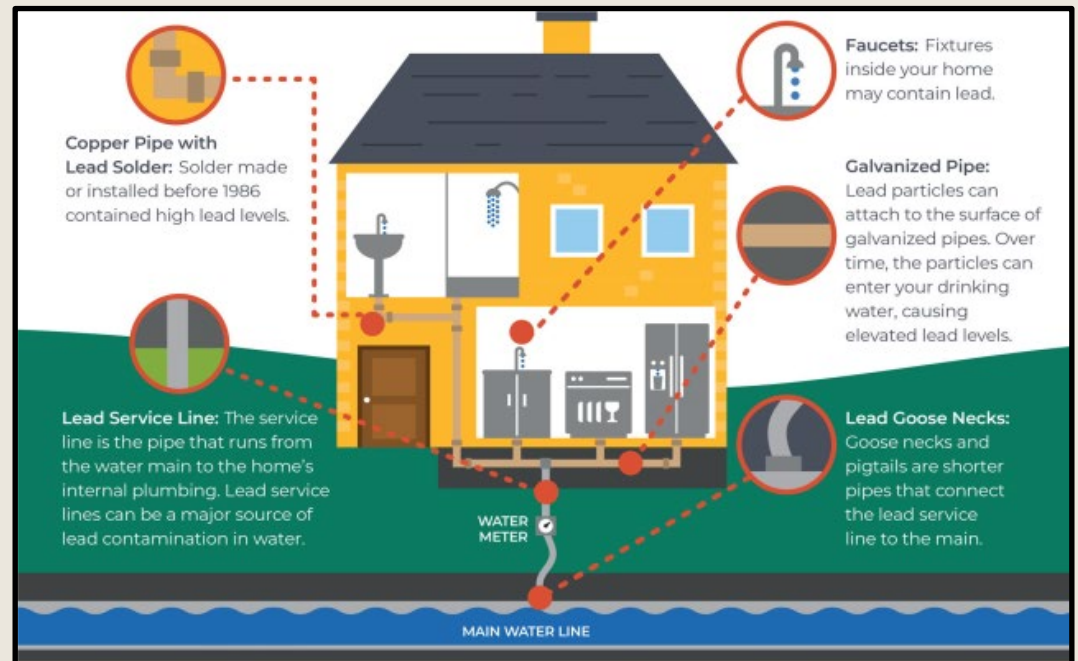 Copper Pipe with
Lead Solder: Solder made
or installed before 1986
contained high lead levels.
Lead Service Line: The service
line is the pipe that runs from
the water main to the home's
internal plumbing. Lead service
lines can be a major source of
lead contamination in water.
Faucets: Fixtures
inside your home
may contain lead.
Galvanized Pipe:
Lead particles can
attach to the surface of
galvanized pipes. Over
time, the particles can
enter your drinking
water, causing
elevated lead levels.
Lead Goose Necks:
Goose necks and
pigtails are shorter
pipes that connect
the lead service
line to the main.
WATER
METER
MAIN WATER LINE